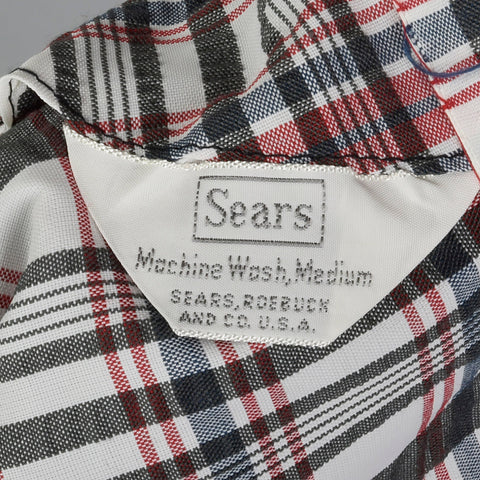 Sears
Machine Wash, Medium
SEARS, ROEBUCK
AND CO. U.S.A.